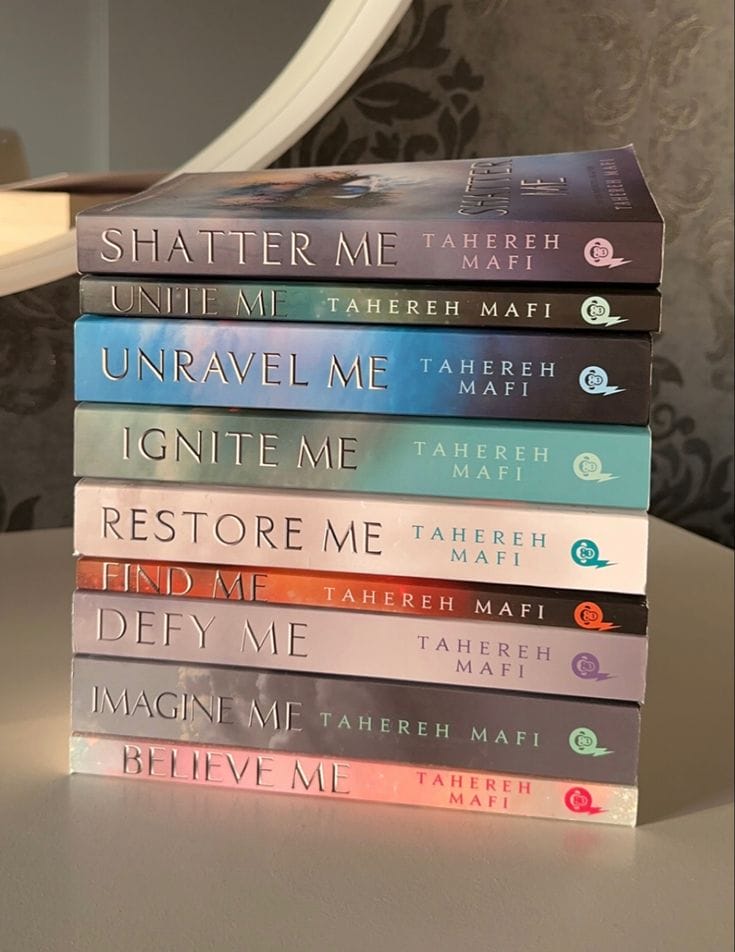 SHATTER ME
TAHEREH MAFI
SHATTER ME
TAHEREH
MAFI
UNITE ME
TAHEREH MAFI
UNRAVEL ME
TAHEREH
MAFI
IGNITE ME
TAHEREH
MAFI
RESTORE ME
TAHEREH
MAFI
FIND ME
TAHEREH MAFI
DEFY ME
TAHEREH
MAFI
IMAGINE ME
TAHEREH MAFI
BELIEVE ME
TAHEREH
MAFI